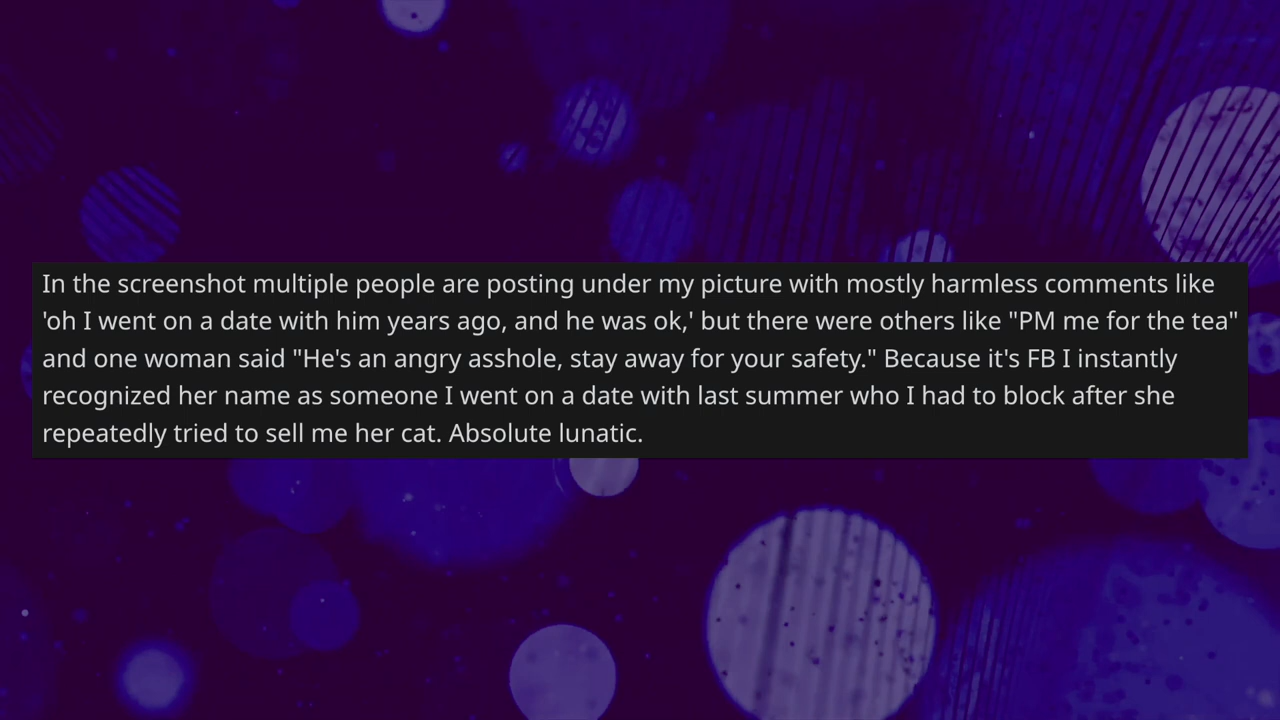 In the screenshot multiple people are posting under my picture with mostly harmless comments like
'oh I went on a date with him years ago, and he was ok,' but there were others like "PM me for the tea"
and one woman said "He's an angry asshole, stay away for your safety." Because it's FB I instantly
recognized her name as someone I went on a date with last summer who I had to block after she
repeatedly tried to sell me her cat. Absolute lunatic.